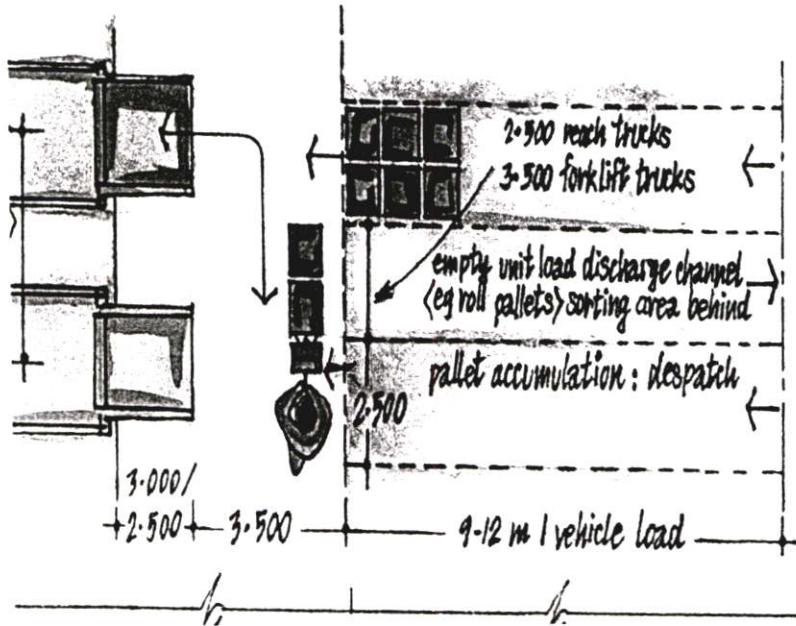 2·500 reach trucks
3·500 forklift trucks
empty unit load discharge channel
<eg roll pallets> sorting area behind
pallet accumulation : despatch
2·500
3·000/
2·500
3·500
9-12 m 1 vehicle load